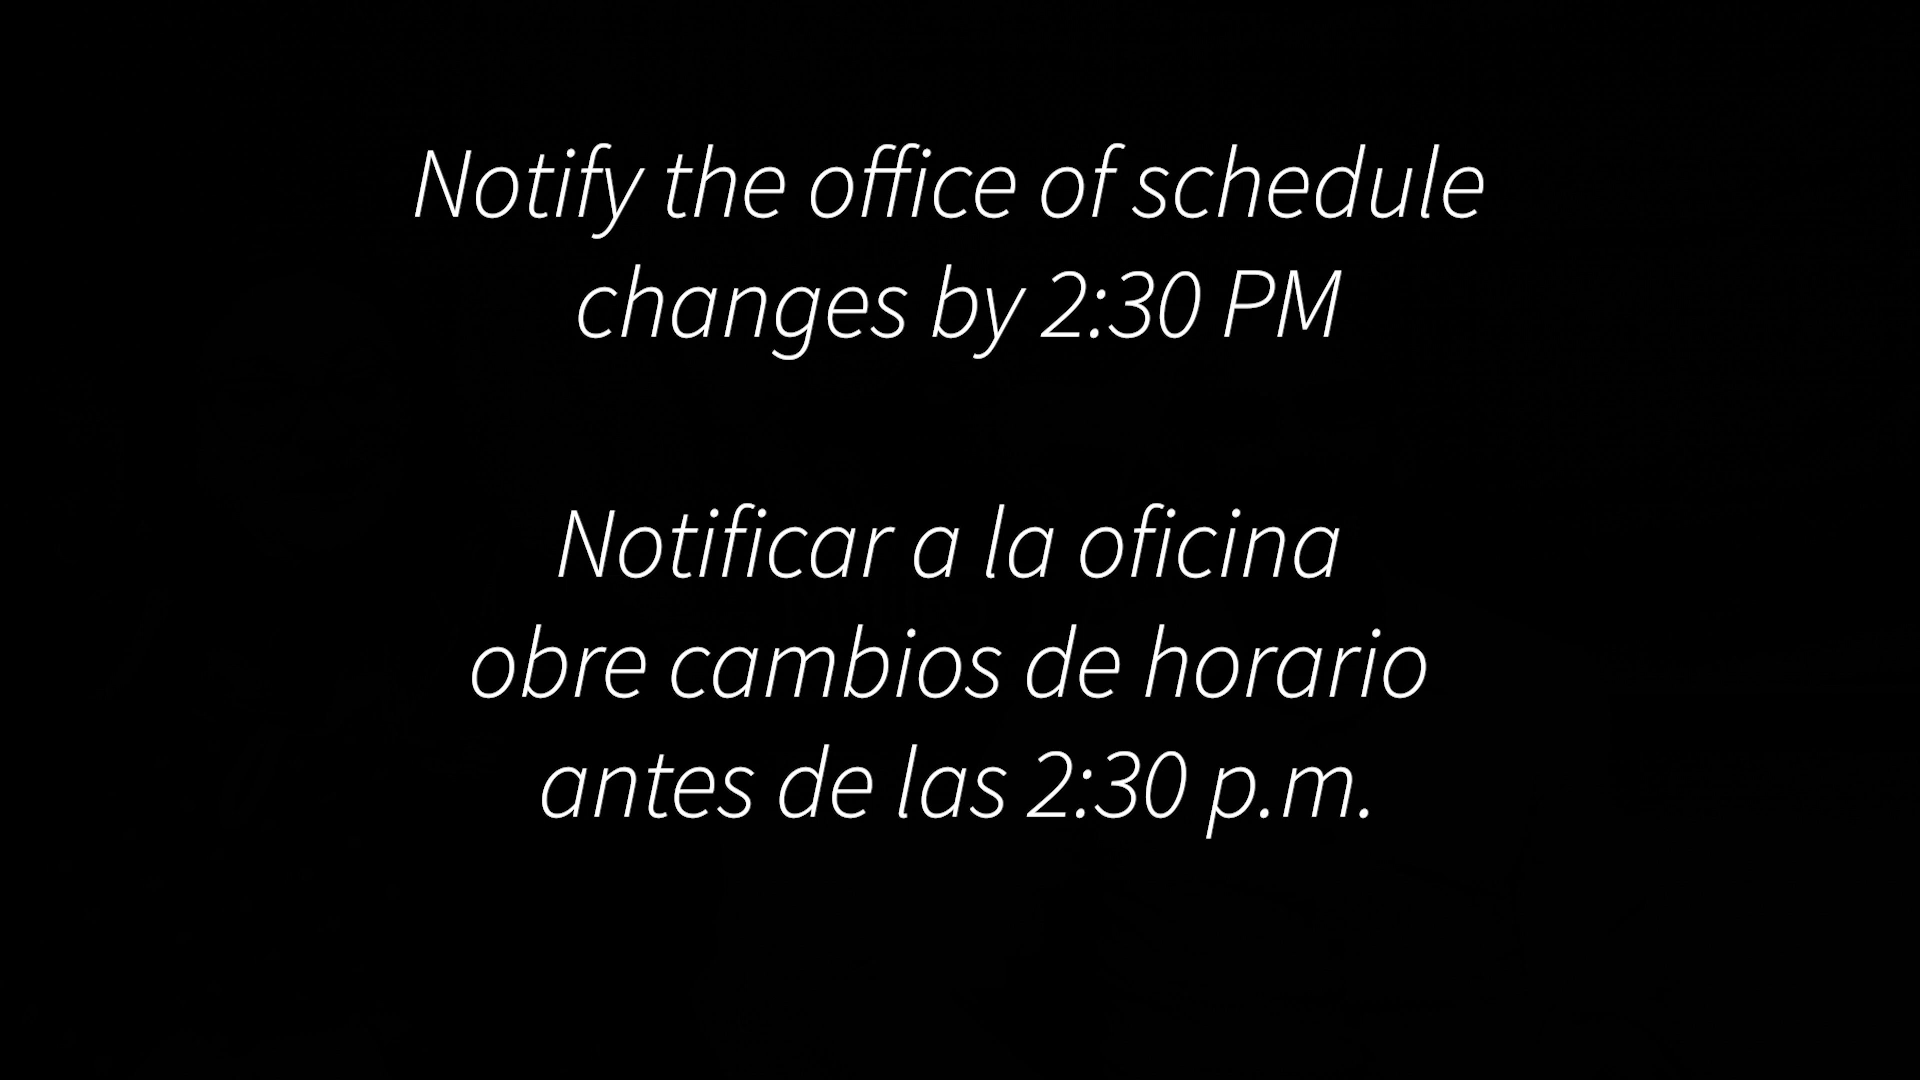 Notify the office of schedule
changes by 2:30 PM
Notificar a la oficina
obre cambios de horario
antes de las 2:30 p.m.